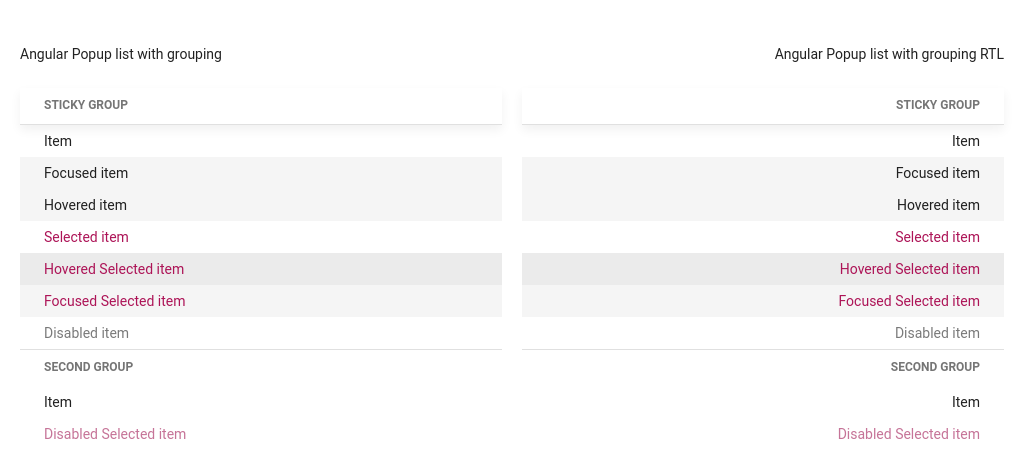 Angular Popup list with grouping
STICKY GROUP
Item
Focused item
Hovered item
Selected item
Hovered Selected item
Focused Selected item
Disabled item
SECOND GROUP
Item
Disabled Selected item
Angular Popup list with grouping RTL
STICKY GROUP
Item
Focused item
Hovered item
Selected item
Hovered Selected item
Focused Selected item
Disabled item
SECOND GROUP
Item
Disabled Selected item